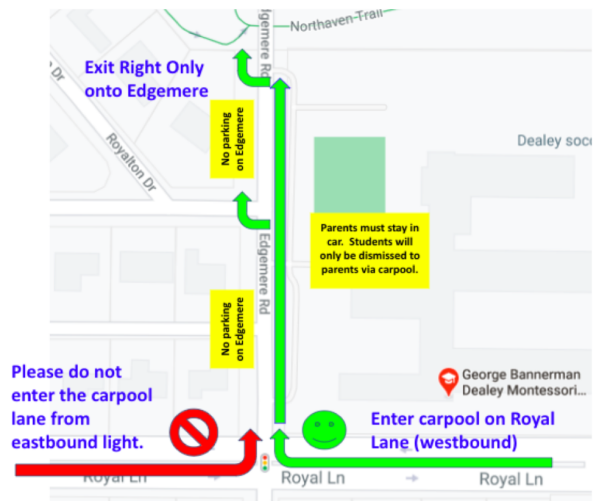 Northaven Trail
Edgemere Rd
Exit Right Only
onto Edgemere
Dr
No parking
on Edgemere
Royalton Dr
Dealey soco
Parents must stay in
car. Students will
only be dismissed to
parents via carpool.
Edgemere Rd
No parking
on Edgemere
Please do not
enter the carpool
lane from
eastbound light.
George Bannerman
Dealey Montessori...
Enter carpool on Royal
Lane (westbound)
Royal Ln
Royal Ln
Royal Ln